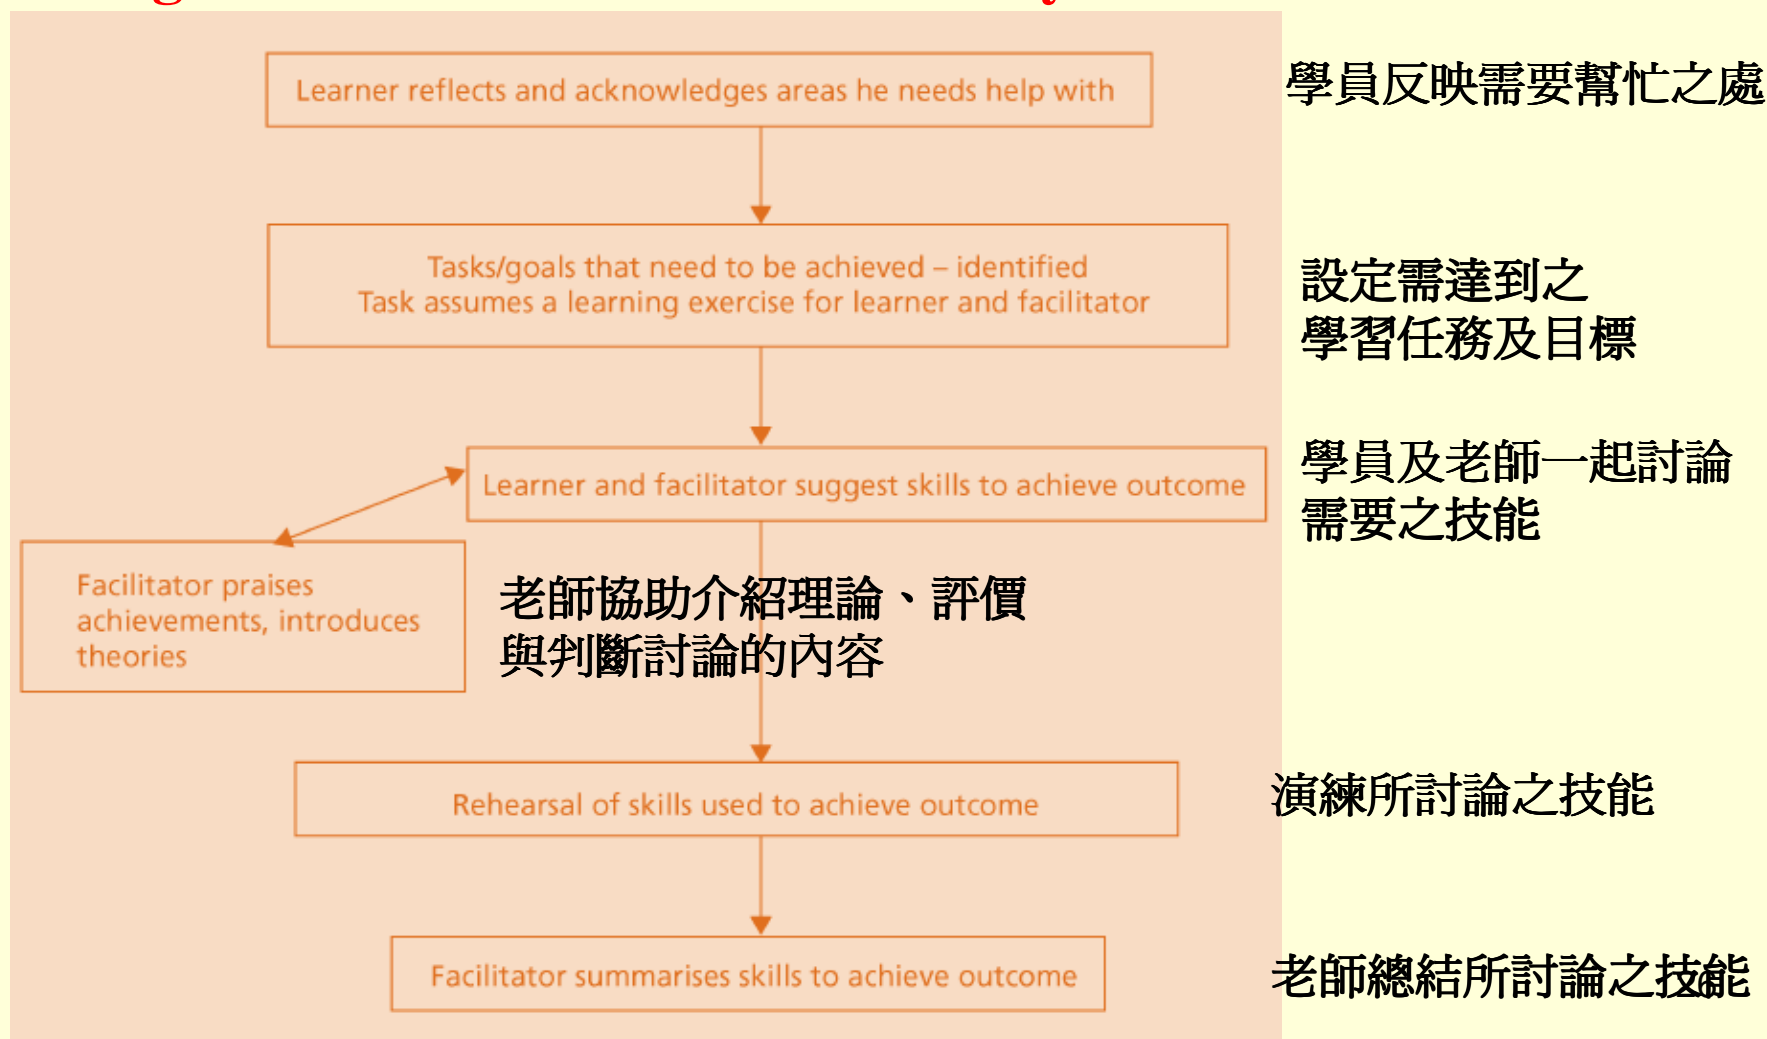 Learner reflects and acknowledges areas he needs help with
學員反映需要幫忙之處
Tasks/goals that need to be achieved – identified
Task assumes a learning exercise for learner and facilitator
設定需達到之
學習任務及目標
Learner and facilitator suggest skills to achieve outcome
學員及老師一起討論
需要之技能
Facilitator praises
achievements, introduces
theories
老師協助介紹理論、評價
與判斷討論的內容
Rehearsal of skills used to achieve outcome
演練所討論之技能
Facilitator summarises skills to achieve outcome
老師總結所討論之技能
26